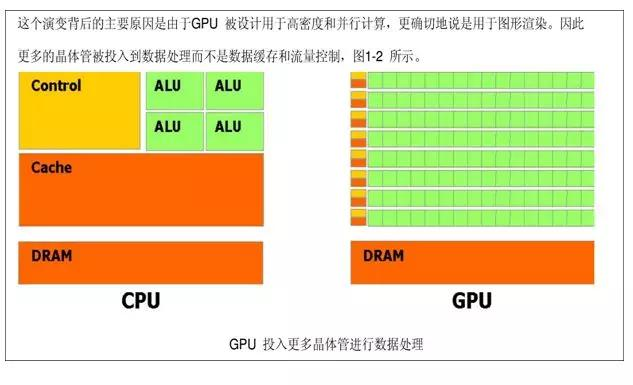 这个演变背后的主要原因是由于GPU 被设计用于高密度和并行计算，更确切地说是用于图形渲染。因此
更多的晶体管被投入到数据处理而不是数据缓存和流量控制，图1-2 所示。
Control
ALU ALU
ALU ALU
Cache
DRAM
CPU
DRAM
GPU
GPU 投入更多晶体管进行数据处理